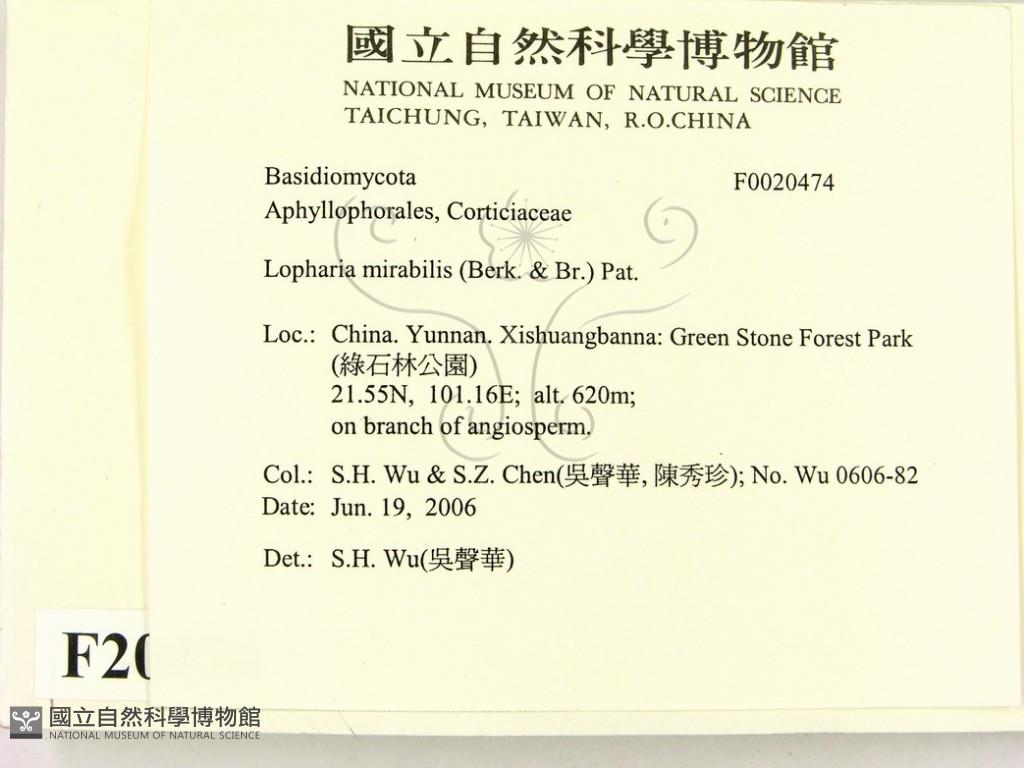 國立自然科學博物館
NATIONAL MUSEUM OF NATURAL SCIENCE
TAICHUNG, TAIWAN, R.O.CHINA
Basidiomycota F0020474
Aphyllophorales, Corticiaceae
Lopharia mirabilis (Berk. & Br.) Pat.
Loc.: China. Yunnan. Xishuangbanna: Green Stone Forest Park
(綠石林公園)
21.55N, 101.16E; alt. 620m;
on branch of angiosperm.
Col.: S.H. Wu & S.Z. Chen(吳聲華, 陳秀珍); No. Wu 0606-82
Date: Jun. 19, 2006
Det.: S.H. Wu(吳聲華)
F20
國立自然科學博物館
NATIONAL MUSEUM OF NATURAL SCIENCE